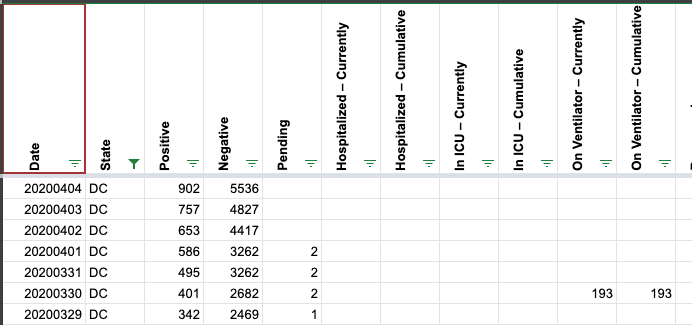 Date State Positive Negative Pending Hospitalized – Currently Hospitalized – Cumulative In ICU – Currently In ICU – Cumulative On Ventilator – Currently On Ventilator – Cumulative
20200404 DC 902 5536
20200403 DC 757 4827
20200402 DC 653 4417
20200401 DC 586 3262 2
20200331 DC 495 3262 2
20200330 DC 401 2682 2 193 193
20200329 DC 342 2469 1